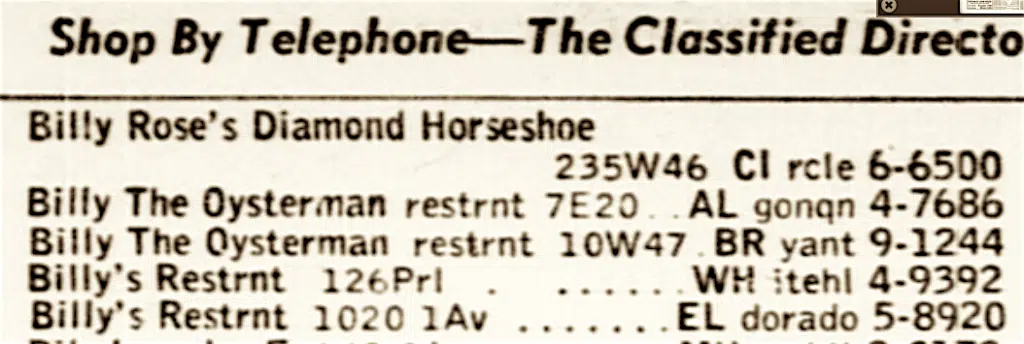 Shop By Telephone—The Classified Directo
Billy Rose's Diamond Horseshoe
235W46 CI rcle 6-6500
Billy The Oysterman restrnt 7E20 . . AL gonqn 4-7686
Billy The Oysterman restrnt 10W47 . BR yant 9-1244
Billy's Restrnt 126Prl . . . . . . . WH itehl 4-9392
Billy's Restrnt 1020 1Av . . . . . . . EL dorado 5-8920